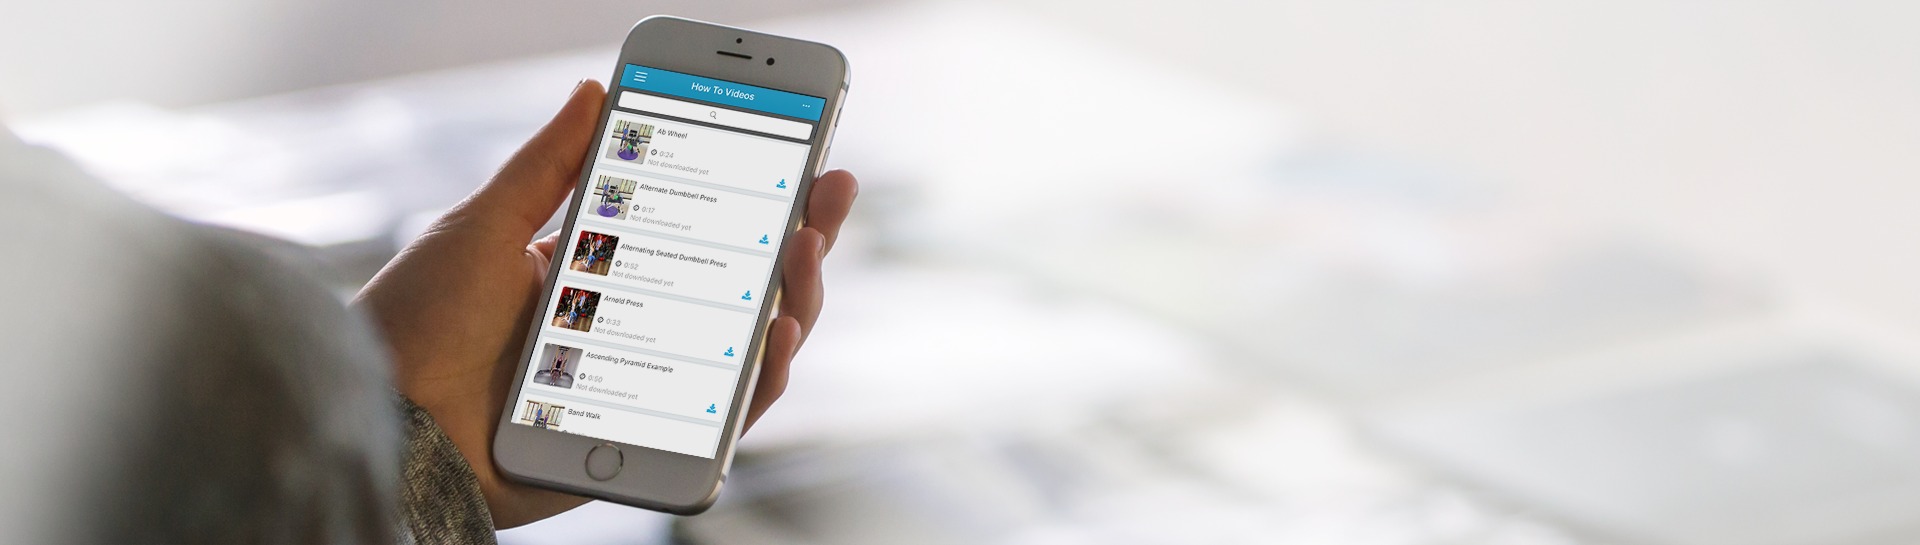 How To Videos
Ab Wheel
0:24
Not downloaded yet
Alternate Dumbbell Press
0:17
Not downloaded yet
Alternating Seated Dumbbell Press
0:52
Not downloaded yet
Arnold Press
0:33
Not downloaded yet
Ascending Pyramid Example
0:50
Not downloaded yet
Band Walk